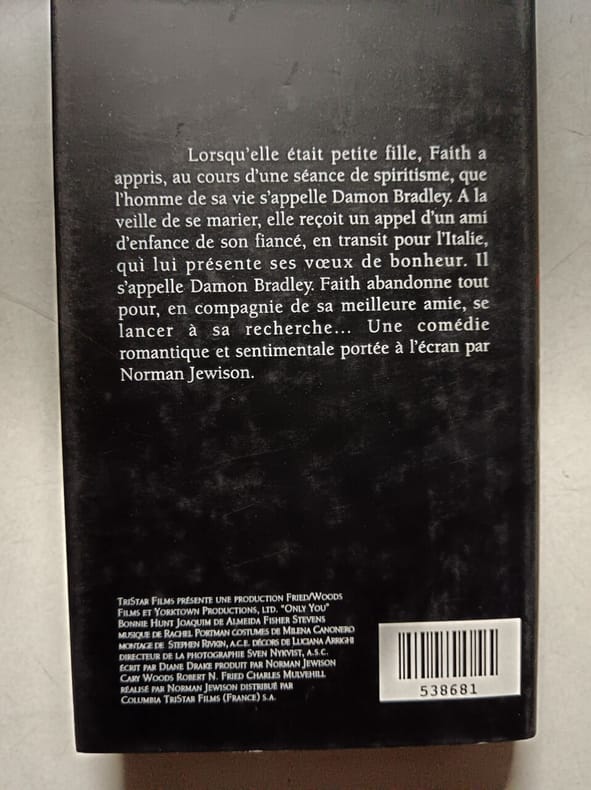 Lorsqu'elle était petite fille, Faith a
appris, au cours d'une séance de spiritisme, que
l'homme de sa vie s'appelle Damon Bradley. A la
veille de se marier, elle reçoit un appel d'un ami
d'enfance de son fiancé, en transit pour l'Italie,
qui lui présente ses vœux de bonheur. Il
s'appelle Damon Bradley. Faith abandonne tout
pour, en compagnie de sa meilleure amie, se
lancer à sa recherche... Une comédie
romantique et sentimentale portée à l'écran par
Norman Jewison.
TriStar Films présente une production Fried/Woods
Films et Yorktown Productions, Ltd. "Only You"
Bonnie Hunt Joaquim de Almeida Fisher Stevens
musique de Rachel Portman costumes de Milena Canonero
montage de Stephen Rivkin, A.C.E. décors de Luciana Arrighi
directeur de la photographie Sven Nykvist, A.S.C.
écrit par Diane Drake produit par Norman Jewison
Cary Woods Robert N. Fried Charles Mulvehill
réalisé par Norman Jewison distribué par
Columbia TriStar Films (France) S.A.
538681